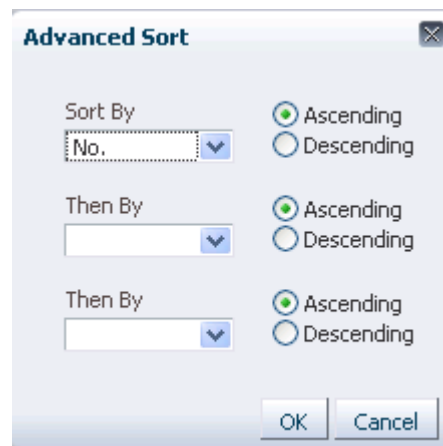 Advanced Sort
Sort By
Ascending
No.
Descending
Then By
Ascending
Descending
Then By
Ascending
Descending
OK
Cancel